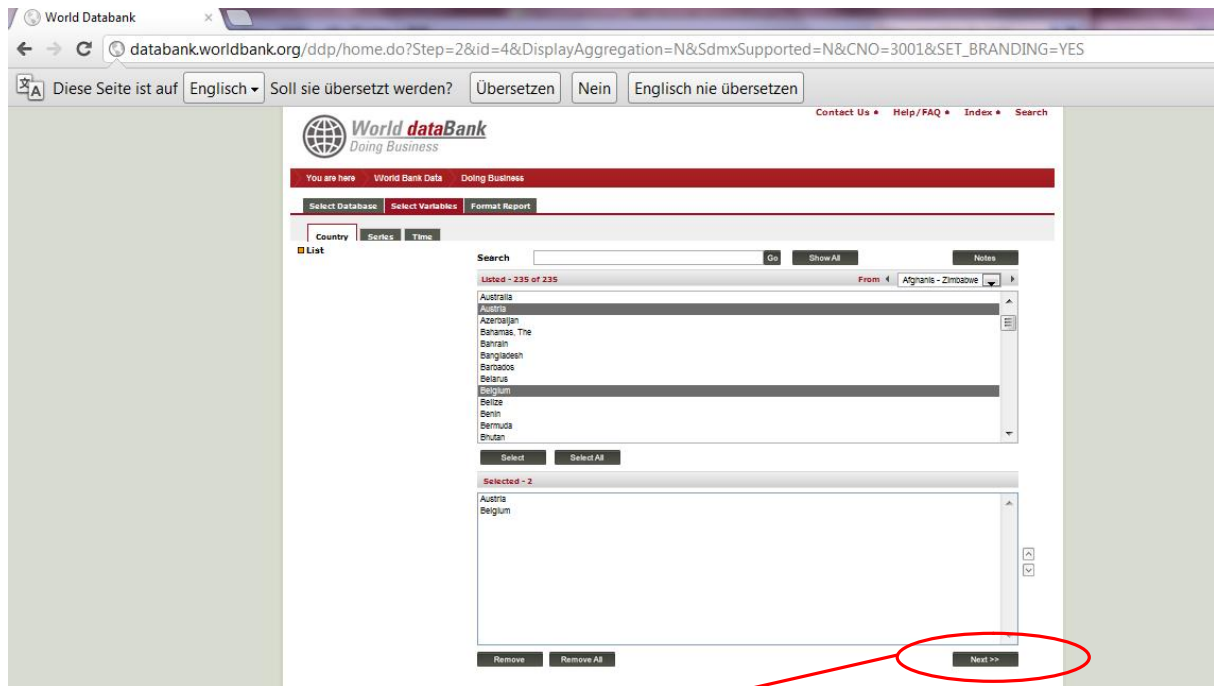 World Databank
databank.worldbank.org/ddp/home.do?Step=2&id=4&DisplayAggregation=N&SdmxSupported=N&CNO=3001&SET_BRANDING=YES
Diese Seite ist auf Englisch Soll sie übersetzt werden? Übersetzen Nein Englisch nie übersetzen
Contact Us • Help/FAQ • Index • Search
World dataBank
Doing Business
You are here World Bank Data Doing Business
Select Database Select Variables Format Report
Country Series Time
List
Search Go Show All Notes
Listed - 235 of 235 From Afghanis - Zimbabwe
Australia
Austria
Azerbaijan
Bahamas, The
Bahrain
Bangladesh
Barbados
Belarus
Belgium
Belize
Benin
Bermuda
Bhutan
Select Select All
Selected - 2
Austria
Belgium
Remove Remove All Next >>